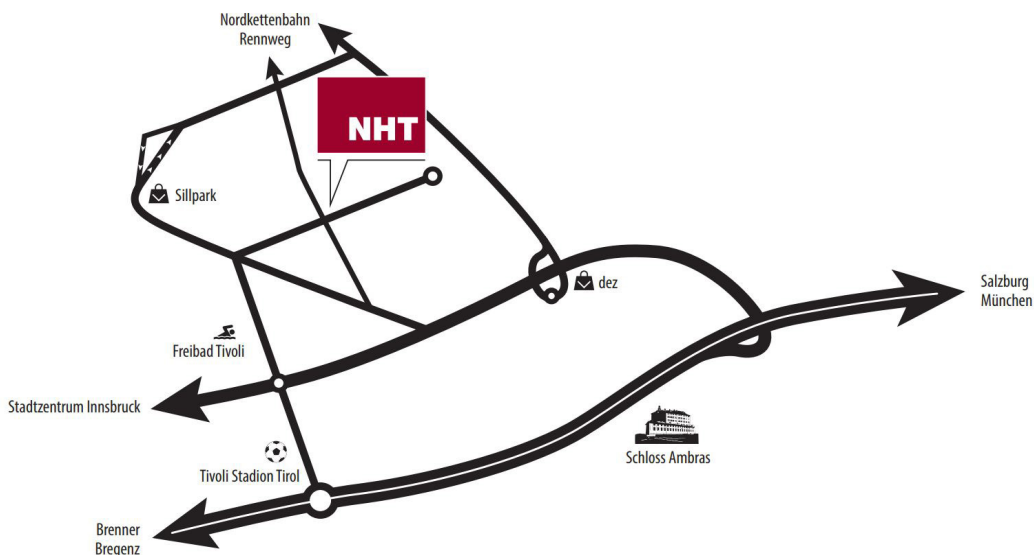 Nordkettenbahn
Rennweg
NHT
Sillpark
dez
Salzburg
München
Freibad Tivoli
Stadtzentrum Innsbruck
Schloss Ambras
Tivoli Stadion Tirol
Brenner
Bregenz